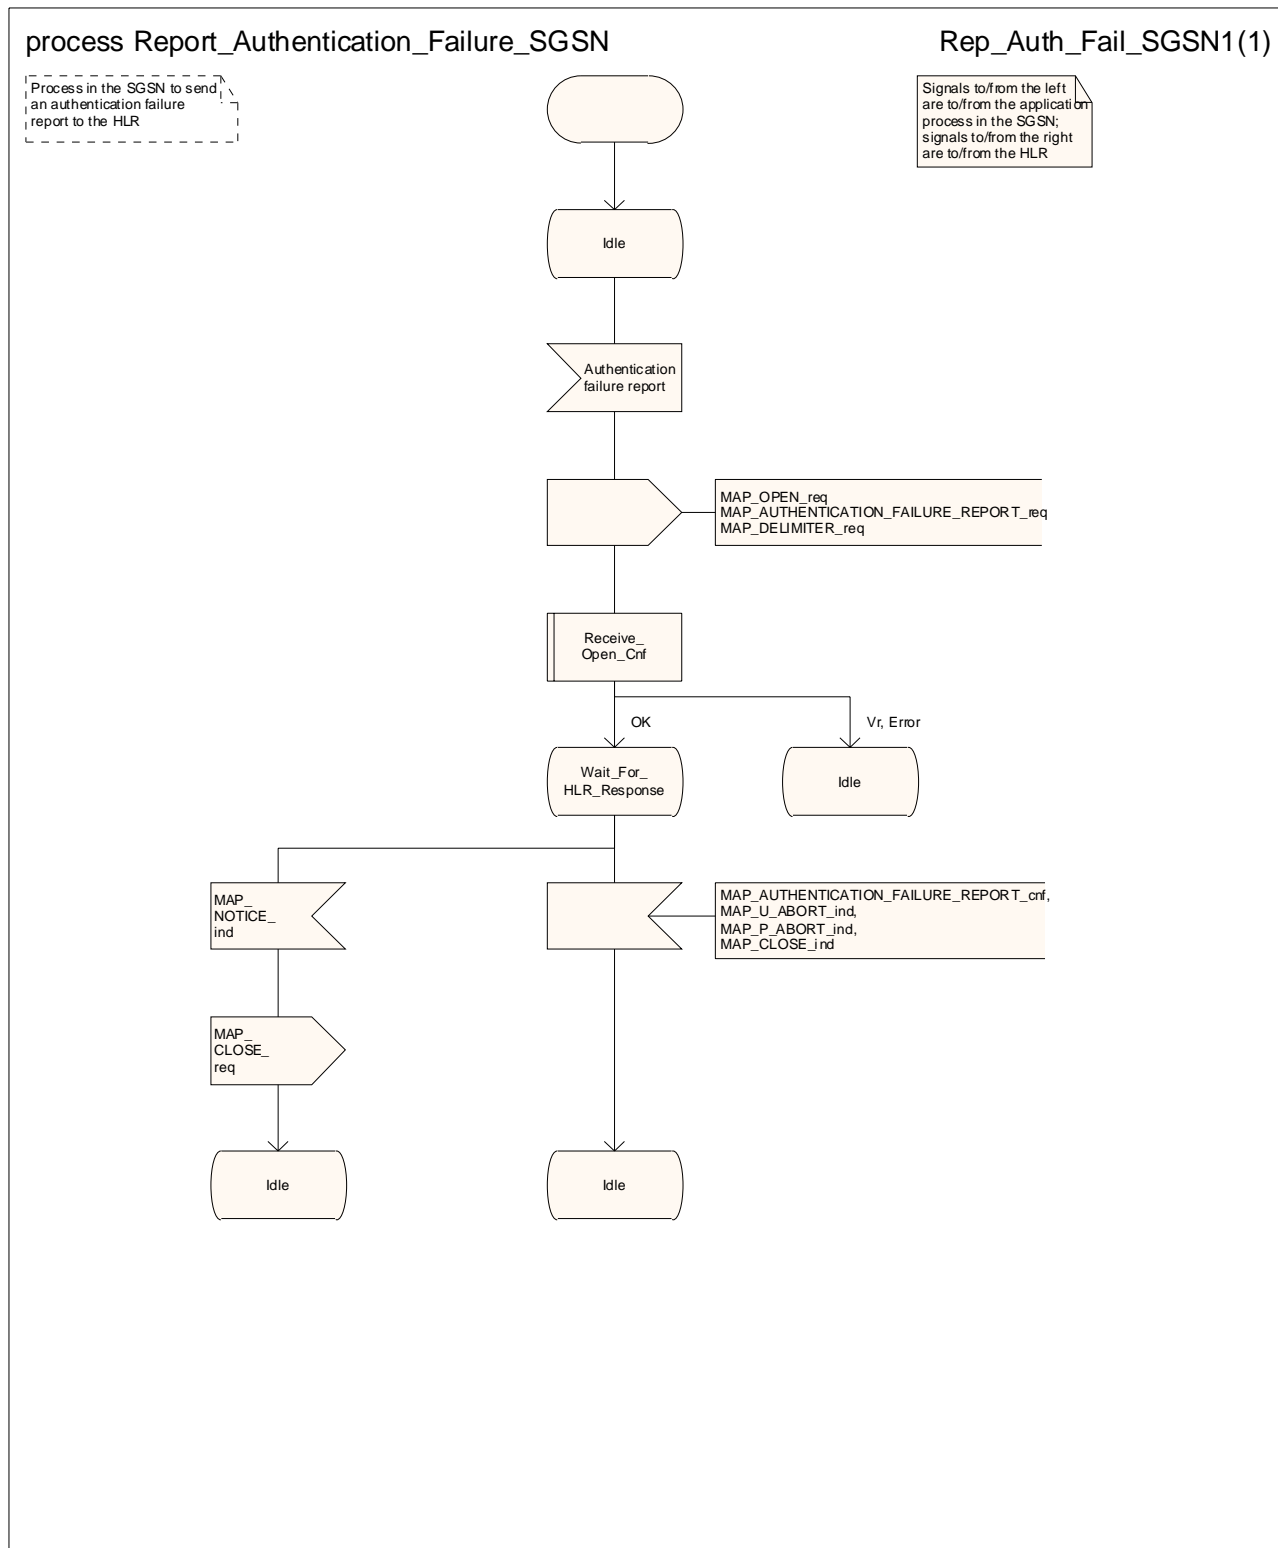 process Report_Authentication_Failure_SGSN
Rep_Auth_Fail_SGSN1(1)
Process in the SGSN to send
an authentication failure
report to the HLR
Signals to/from the left
are to/from the application
process in the SGSN;
signals to/from the right
are to/from the HLR
Idle
Authentication
failure report
MAP_OPEN_req
MAP_AUTHENTICATION_FAILURE_REPORT_req
MAP_DELIMITER_req
Receive_
Open_Cnf
OK
Vr, Error
Wait_For_
HLR_Response
Idle
MAP_
NOTICE_
ind
MAP_AUTHENTICATION_FAILURE_REPORT_cnf,
MAP_U_ABORT_ind,
MAP_P_ABORT_ind,
MAP_CLOSE_ind
MAP_
CLOSE_
req
Idle
Idle